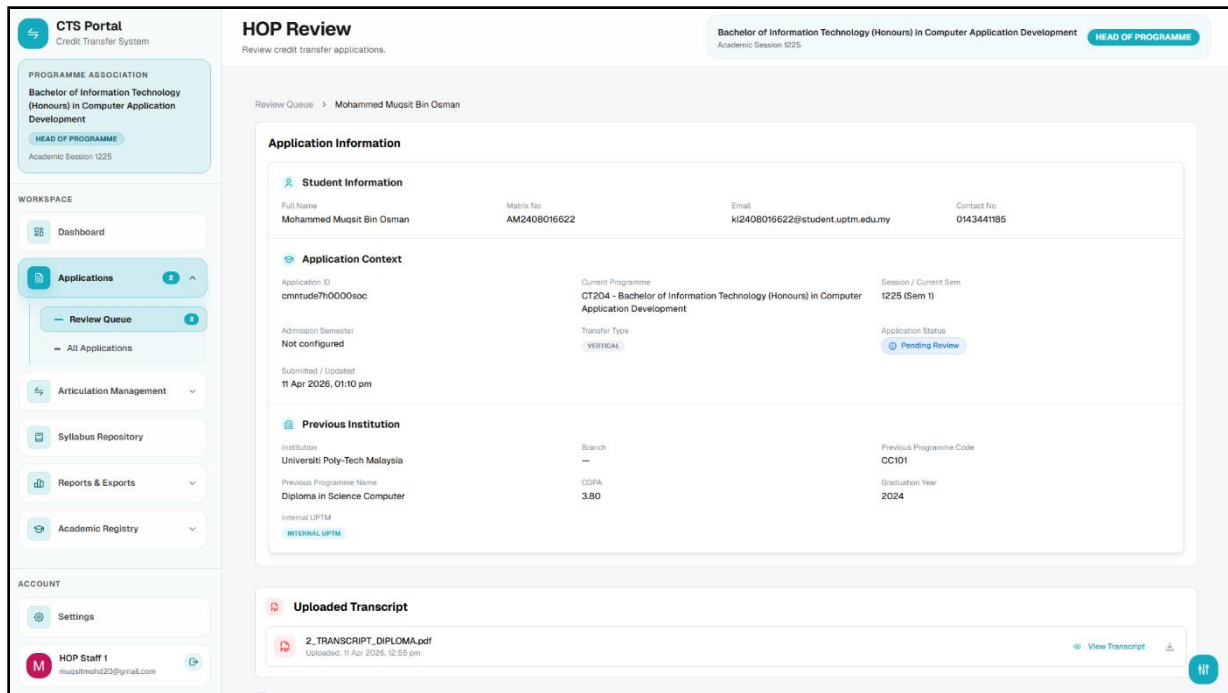 CTS Portal
Credit Transfer System
PROGRAMME ASSOCIATION
Bachelor of Information Technology
(Honours) in Computer Application
Development
HEAD OF PROGRAMME
Academic Session 1225
WORKSPACE
Dashboard
Applications 2
Review Queue 2
All Applications
Articulation Management
Syllabus Repository
Reports & Exports
Academic Registry
ACCOUNT
Settings
M
HOP Staff 1
muqsitmohd20@gmail.com
HOP Review
Review credit transfer applications.
Bachelor of Information Technology (Honours) in Computer Application Development
Academic Session 1225
HEAD OF PROGRAMME
Review Queue > Mohammed Muqsit Bin Osman
Application Information
Student Information
Full Name Matrix No Email Contact No
Mohammed Muqsit Bin Osman AM2408016622 kl2408016622@student.uptm.edu.my 0143441185
Application Context
Application ID Current Programme Session / Current Sem
cmntude7h0000soc CT204 - Bachelor of Information Technology (Honours) in Computer 1225 (Sem 1)
Application Development
Admission Semester Transfer Type Application Status
Not configured VERTICAL Pending Review
Submitted / Updated
11 Apr 2026, 01:10 pm
Previous Institution
Institution Branch Previous Programme Code
Universiti Poly-Tech Malaysia — CC101
Previous Programme Name CGPA Graduation Year
Diploma in Science Computer 3.80 2024
Internal UPTM
INTERNAL UPTM
Uploaded Transcript
PDF
2_TRANSCRIPT_DIPLOMA.pdf
Uploaded: 11 Apr 2026, 12:55 pm
View Transcript